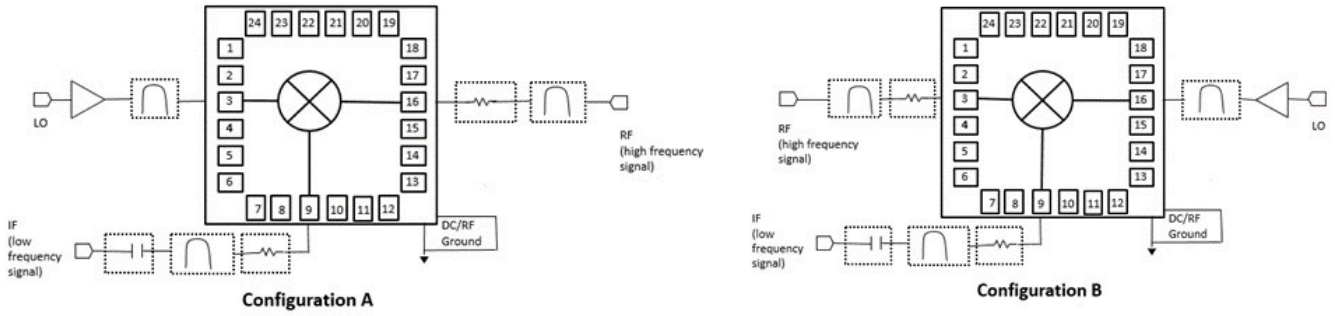 24 23 22 21 20 19
1
2
3
4
5
6
18
17
16
15
14
13
7 8 9 10 11 12
LO
RF
(high frequency
signal)
IF
(low
frequency
signal)
DC/RF
Ground
Configuration A
24 23 22 21 20 19
1
2
3
4
5
6
18
17
16
15
14
13
7 8 9 10 11 12
RF
(high frequency
signal)
LO
IF
(low
frequency
signal)
DC/RF
Ground
Configuration B